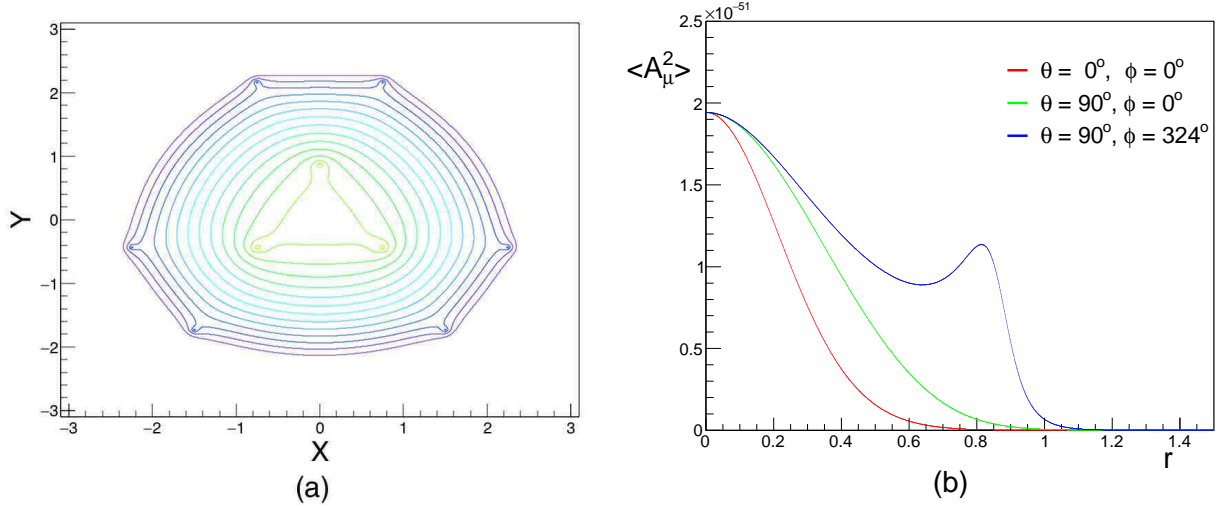 3
2
1
0
−1
−2
−3
Y
−3 −2 −1 0 1 2 3
X
(a)
×10⁻⁵¹
2.5
2
1.5
1
0.5
0
<A²μ>
θ = 0°, ϕ = 0°
θ = 90°, ϕ = 0°
θ = 90°, ϕ = 324°
0 0.2 0.4 0.6 0.8 1 1.2 1.4
r
(b)